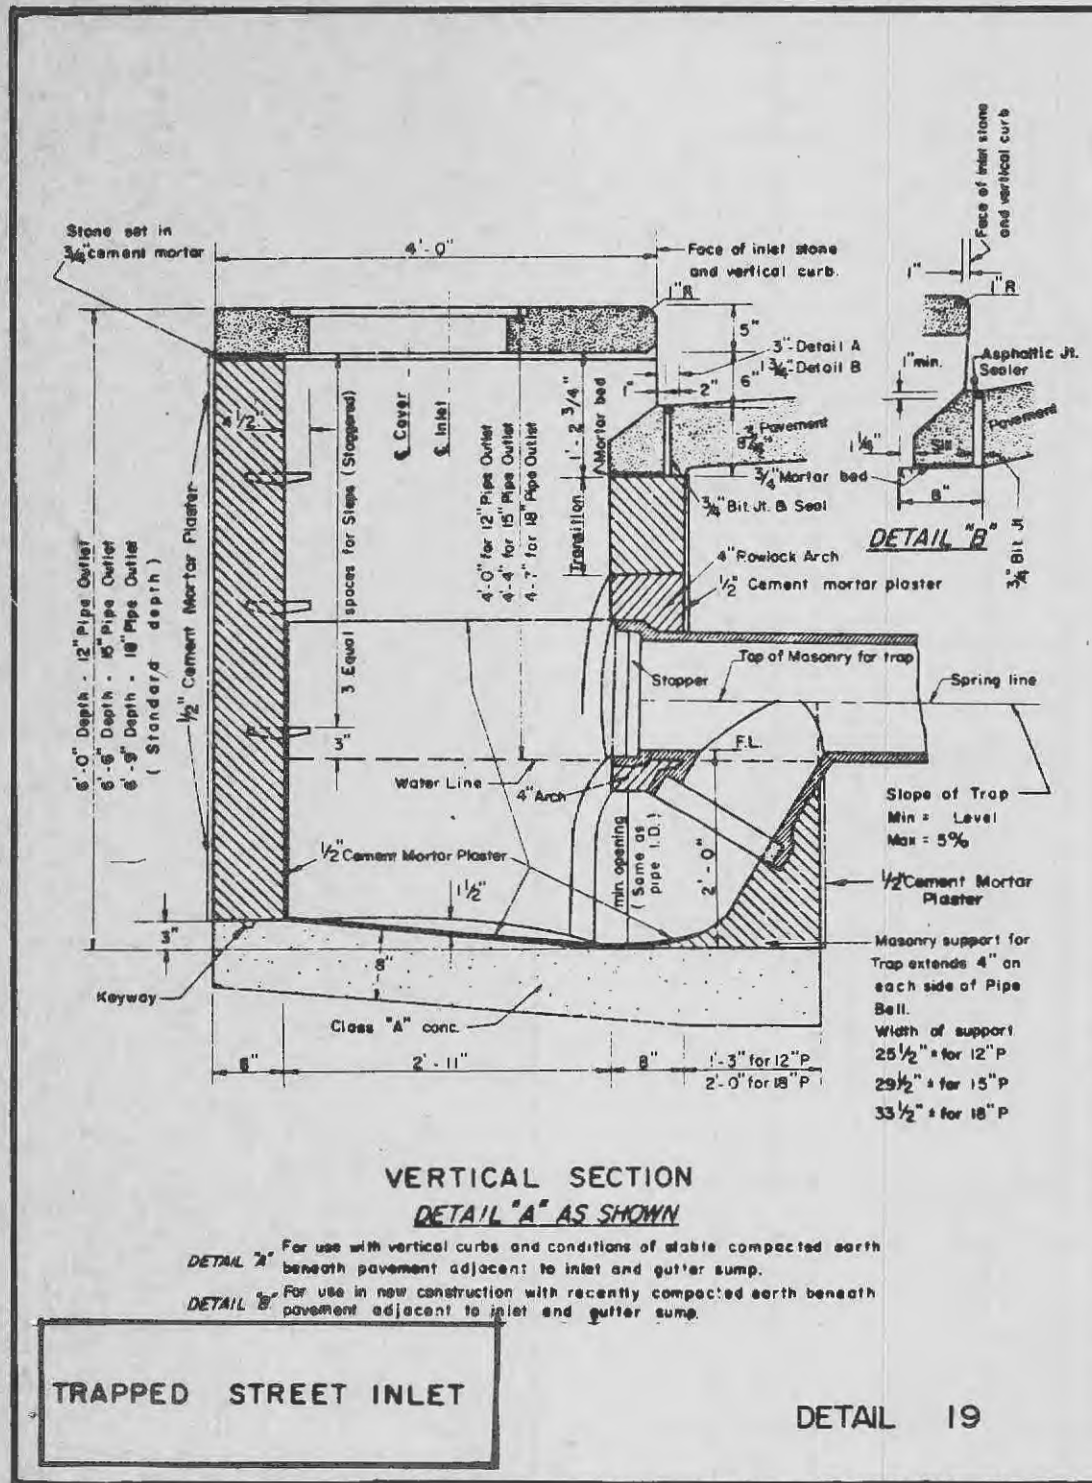 Stone set in
3/4" cement mortar
4'-0"
Face of inlet stone
and vertical curb.
1"R
5"
6"
3"-Detail A
1 3/4"-Detail B
1"
2"
Face of inlet stone
and vertical curb
1"
1"R
1" min.
Asphaltic Jt.
Sealer
Pavement
1 1/8"
8"
3/4" Mortar bed
3/4" Bit Jt.
DETAIL "B"
4 1/2"
℄ Cover
℄ Inlet
3 Equal spaces for Steps (Staggered)
3"
4'-0" for 12" Pipe Outlet
4'-4" for 15" Pipe Outlet
4'-7" for 18" Pipe Outlet
1'-2 3/4"
Mortar bed
Transition
Pavement
3/4" Bit. Jt. & Seal
4" Rowlock Arch
1/2" Cement mortar plaster
6'-0" Depth - 12" Pipe Outlet
6'-6" Depth - 15" Pipe Outlet
6'-9" Depth - 18" Pipe Outlet
( Standard depth )
1/2" Cement Mortar Plaster
Top of Masonry for trap
Stopper
Spring line
F.L.
Water Line
4" Arch
Slope of Trap
Min = Level
Max = 5%
1/2" Cement Mortar Plaster
1 1/2"
min. opening
( Same as
pipe I.D. )
2'-0"
1/2" Cement Mortar
Plaster
3"
8"
Keyway
Class "A" conc.
Masonry support for
Trap extends 4" on
each side of Pipe
Bell.
Width of support
25 1/2" ± for 12" P
29 1/2" ± for 15" P
33 1/2" ± for 18" P
2'-11"
8"
1'-3" for 12" P
2'-0" for 18" P
VERTICAL SECTION
DETAIL "A" AS SHOWN
DETAIL "A" For use with vertical curbs and conditions of stable compacted earth
beneath pavement adjacent to inlet and gutter sump.
DETAIL "B" For use in new construction with recently compacted earth beneath
pavement adjacent to inlet and gutter sump.
TRAPPED STREET INLET
DETAIL 19